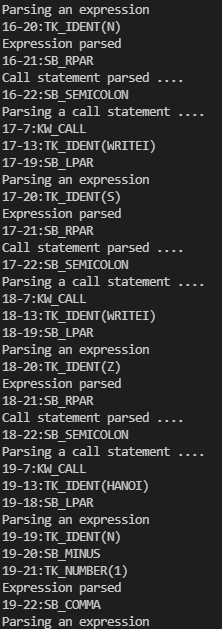 Parsing an expression
16-20:TK_IDENT(N)
Expression parsed
16-21:SB_RPAR
Call statement parsed ....
16-22:SB_SEMICOLON
Parsing a call statement ....
17-7:KW_CALL
17-13:TK_IDENT(WRITEI)
17-19:SB_LPAR
Parsing an expression
17-20:TK_IDENT(S)
Expression parsed
17-21:SB_RPAR
Call statement parsed ....
17-22:SB_SEMICOLON
Parsing a call statement ....
18-7:KW_CALL
18-13:TK_IDENT(WRITEI)
18-19:SB_LPAR
Parsing an expression
18-20:TK_IDENT(Z)
Expression parsed
18-21:SB_RPAR
Call statement parsed ....
18-22:SB_SEMICOLON
Parsing a call statement ....
19-7:KW_CALL
19-13:TK_IDENT(HANOI)
19-18:SB_LPAR
Parsing an expression
19-19:TK_IDENT(N)
19-20:SB_MINUS
19-21:TK_NUMBER(1)
Expression parsed
19-22:SB_COMMA
Parsing an expression